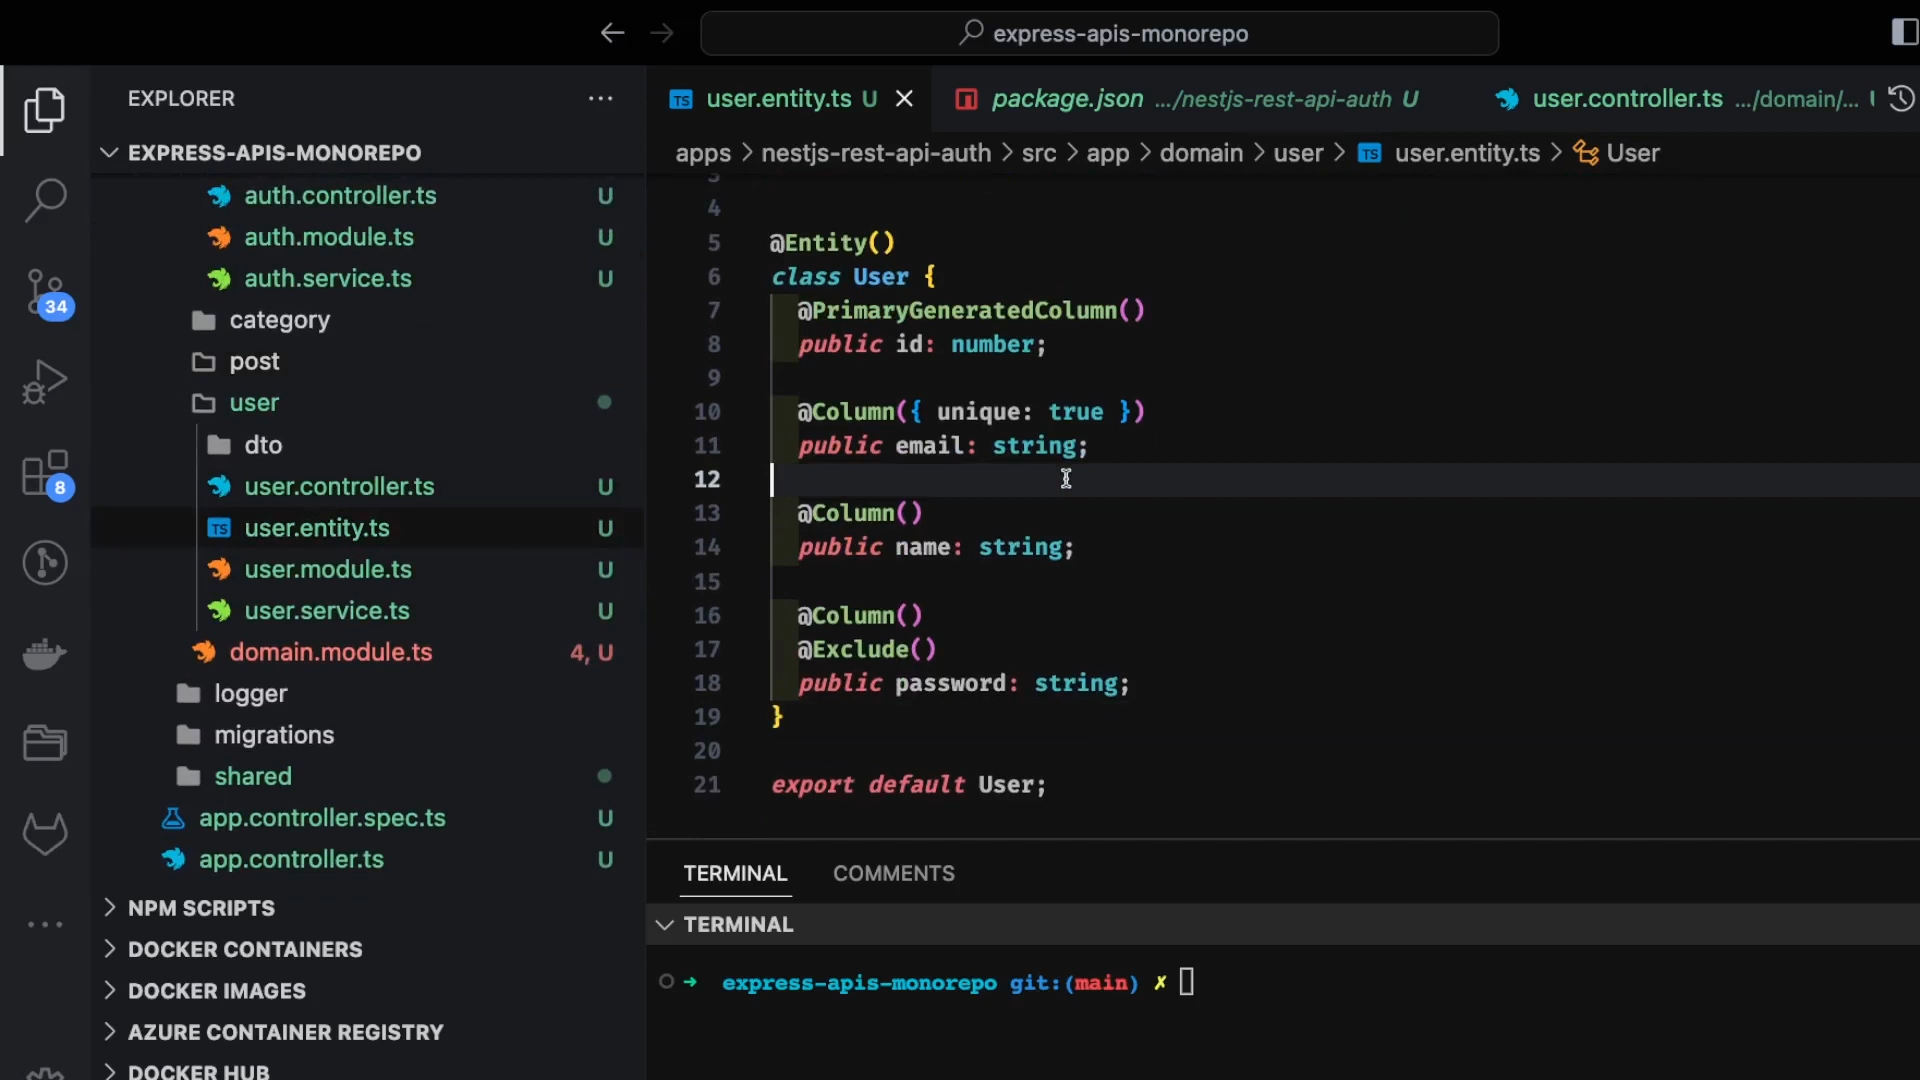 express-apis-monorepo
EXPLORER
EXPRESS-APIS-MONOREPO
auth.controller.ts U
auth.module.ts U
auth.service.ts U
category
post
user
dto
user.controller.ts U
user.entity.ts U
user.module.ts U
user.service.ts U
domain.module.ts 4, U
logger
migrations
shared
app.controller.spec.ts U
app.controller.ts U
NPM SCRIPTS
DOCKER CONTAINERS
DOCKER IMAGES
AZURE CONTAINER REGISTRY
DOCKER HUB
34
8
TS user.entity.ts U package.json .../nestjs-rest-api-auth U user.controller.ts .../domain/...
apps > nestjs-rest-api-auth > src > app > domain > user > TS user.entity.ts > User
4
5 @Entity()
6 class User {
7 @PrimaryGeneratedColumn()
8 public id: number;
9
10 @Column({ unique: true })
11 public email: string;
12
13 @Column()
14 public name: string;
15
16 @Column()
17 @Exclude()
18 public password: string;
19 }
20
21 export default User;
TERMINAL COMMENTS
TERMINAL
➜ express-apis-monorepo git:(main) ✗